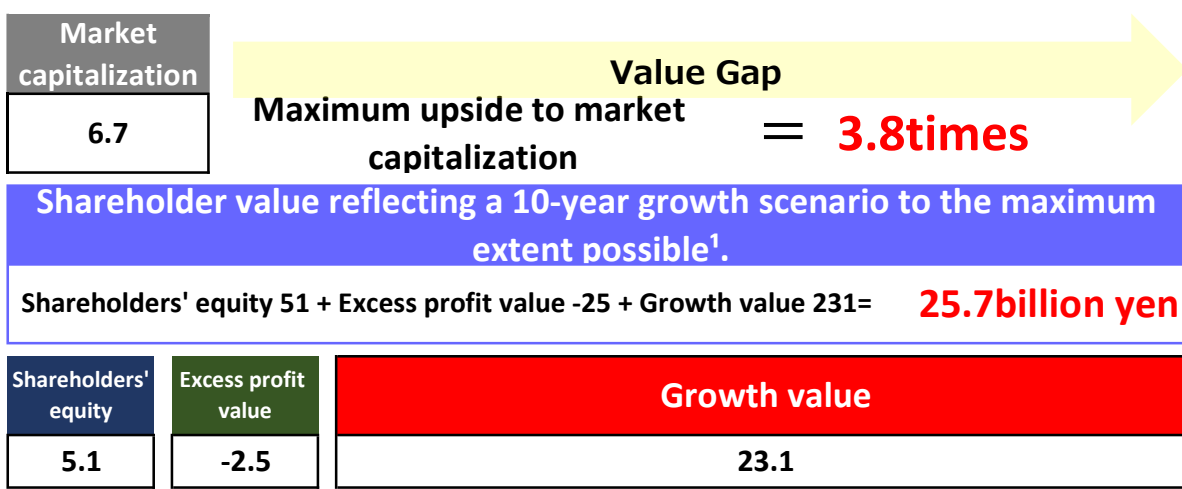 Market
capitalization
6.7
Value Gap
Maximum upside to market
capitalization
= 3.8times
Shareholder value reflecting a 10-year growth scenario to the maximum
extent possible¹.
Shareholders' equity 51 + Excess profit value -25 + Growth value 231= 25.7billion yen
Shareholders'
equity
5.1
Excess profit
value
-2.5
Growth value
23.1